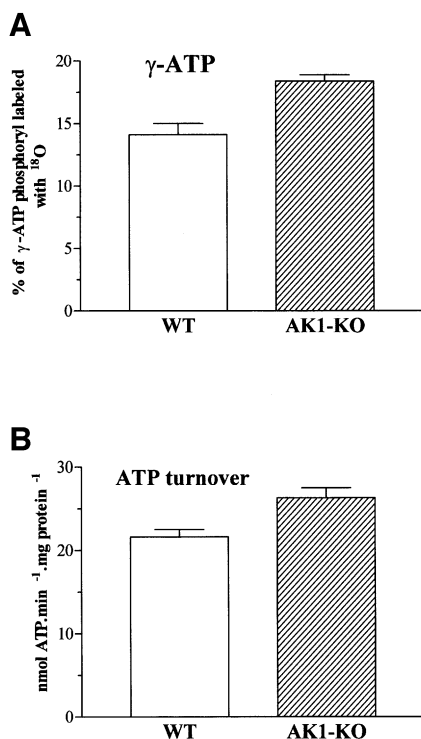 A
γ-ATP
% of γ-ATP phosphoryl labeled
with ¹⁸O
20
15
10
5
0
WT AK1-KO
B
ATP turnover
nmol ATP.min ⁻¹.mg protein ⁻¹
30
20
10
0
WT AK1-KO